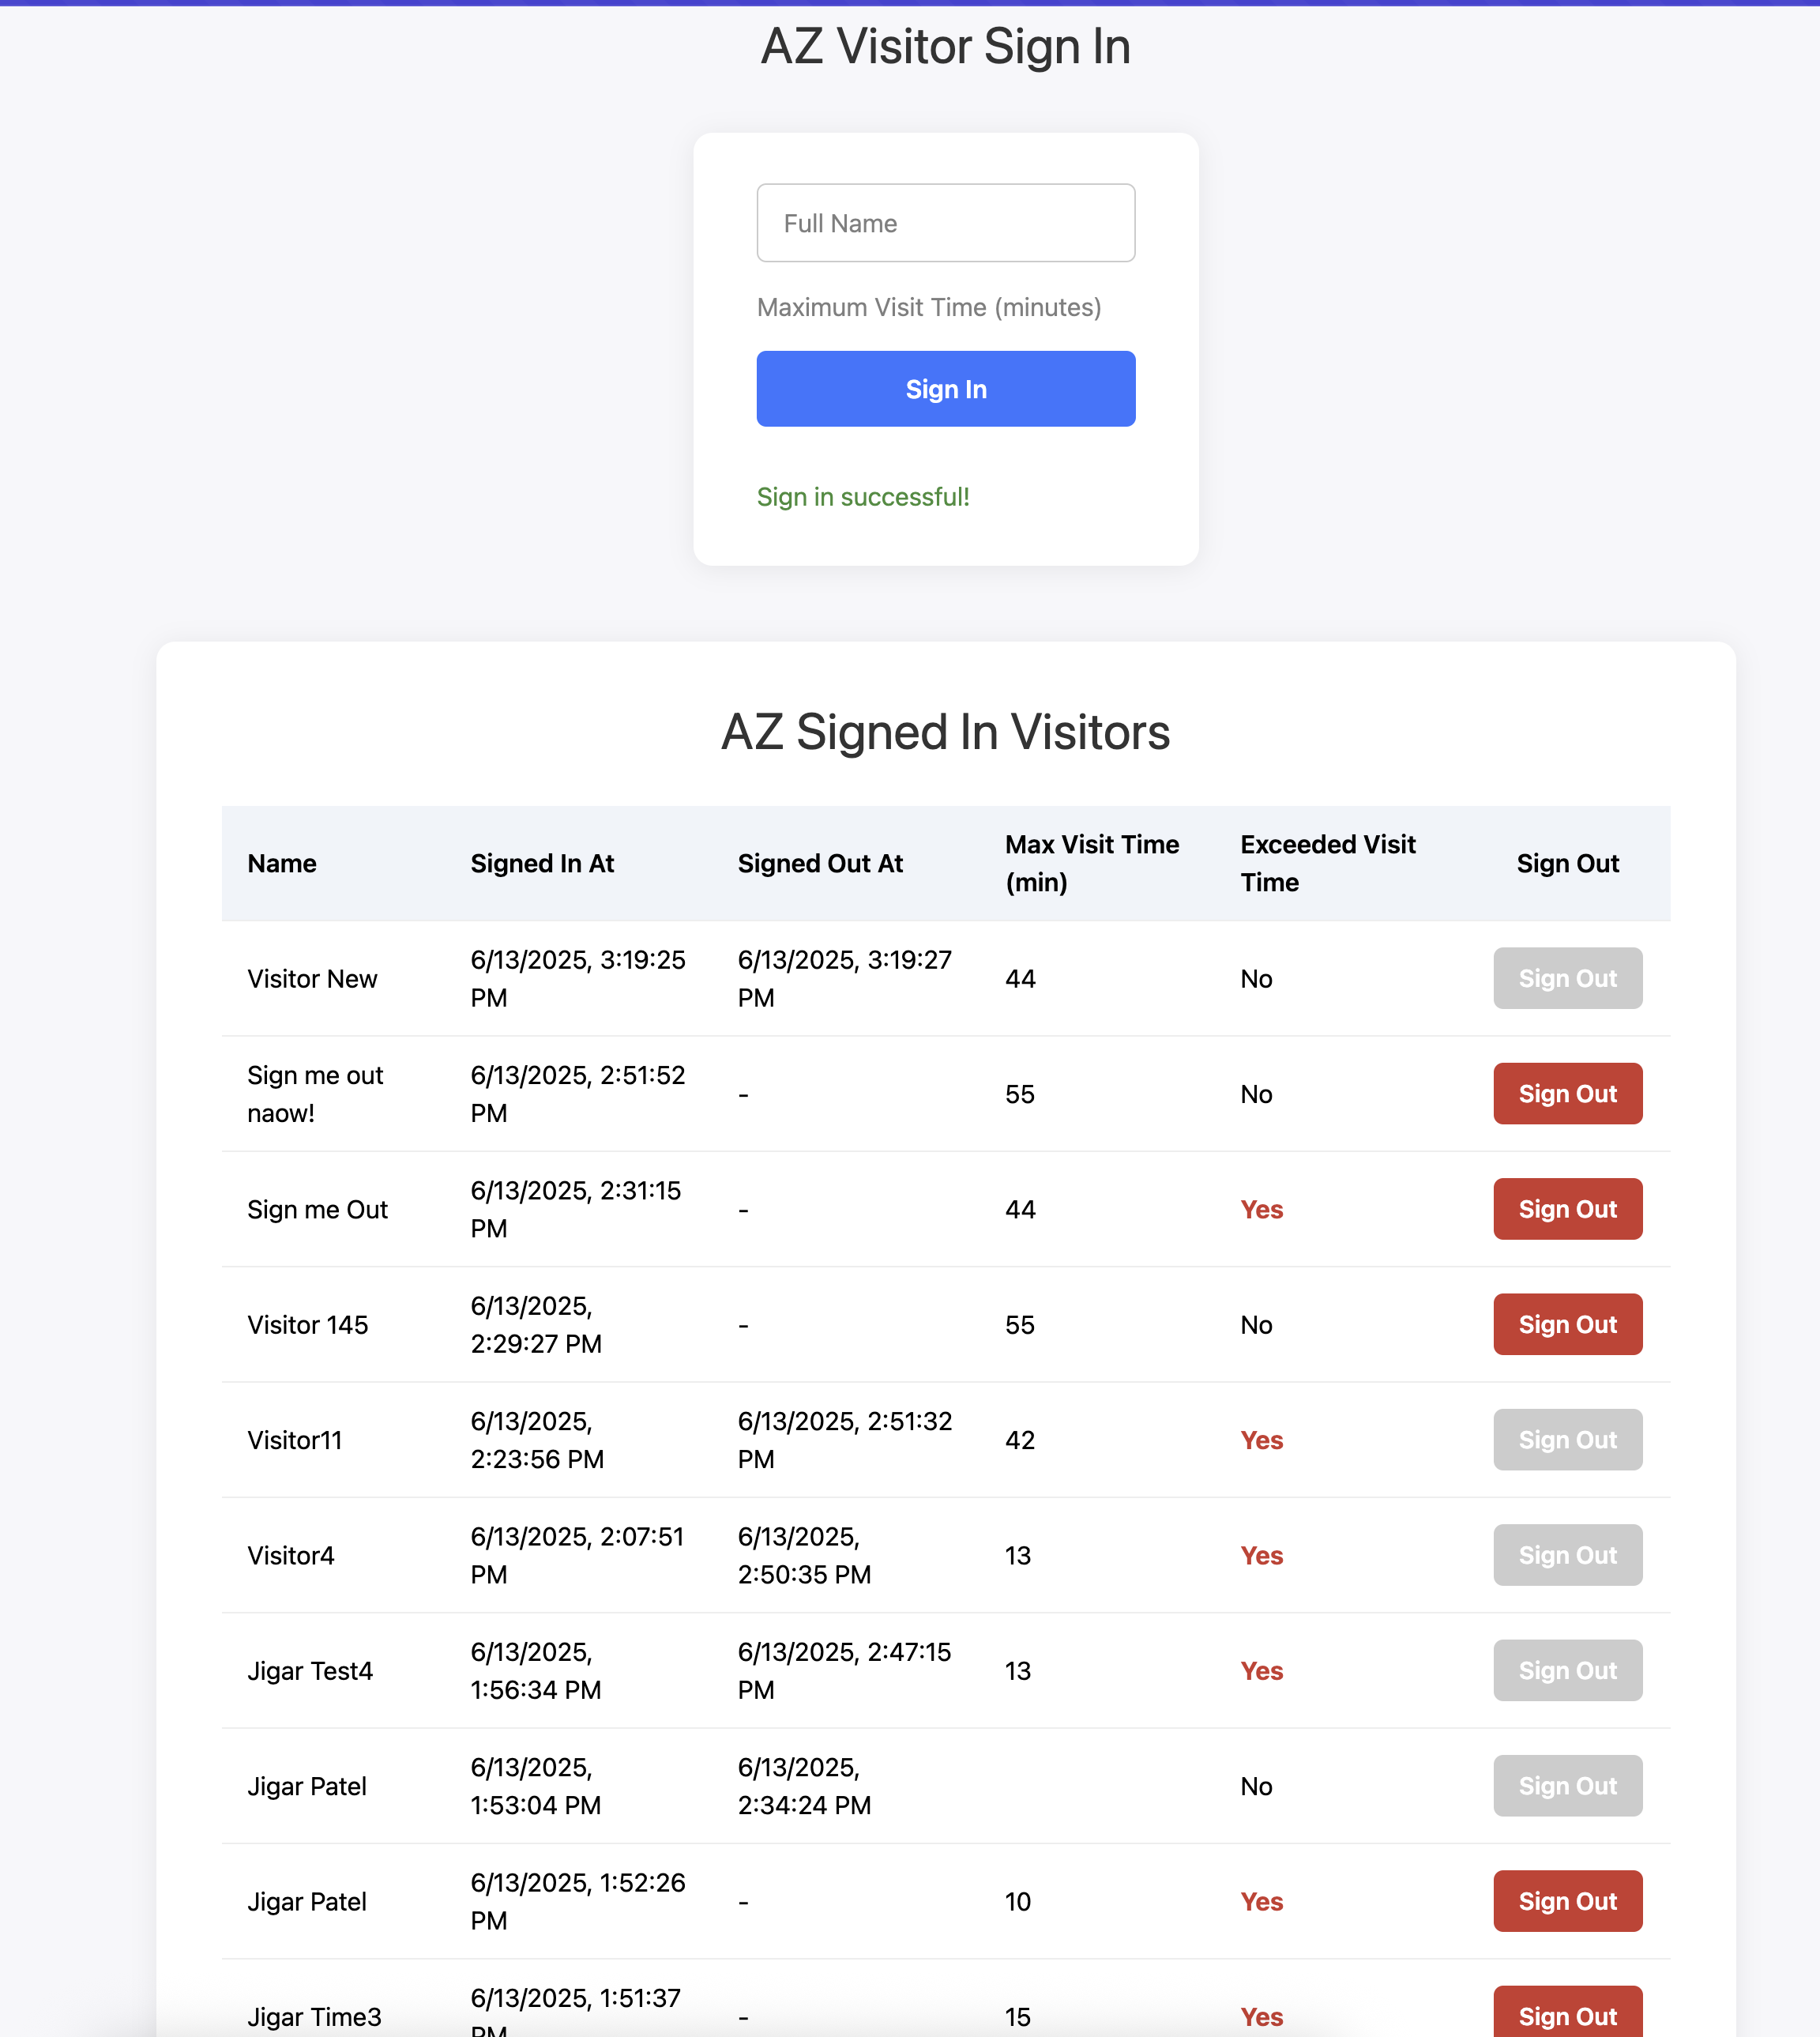 AZ Visitor Sign In
Full Name
Maximum Visit Time (minutes)
Sign In
Sign in successful!
AZ Signed In Visitors
Name Signed In At Signed Out At Max Visit Time (min) Exceeded Visit Time Sign Out
Visitor New 6/13/2025, 3:19:25 PM 6/13/2025, 3:19:27 PM 44 No Sign Out
Sign me out naow! 6/13/2025, 2:51:52 PM - 55 No Sign Out
Sign me Out 6/13/2025, 2:31:15 PM - 44 Yes Sign Out
Visitor 145 6/13/2025, 2:29:27 PM - 55 No Sign Out
Visitor11 6/13/2025, 2:23:56 PM 6/13/2025, 2:51:32 PM 42 Yes Sign Out
Visitor4 6/13/2025, 2:07:51 PM 6/13/2025, 2:50:35 PM 13 Yes Sign Out
Jigar Test4 6/13/2025, 1:56:34 PM 6/13/2025, 2:47:15 PM 13 Yes Sign Out
Jigar Patel 6/13/2025, 1:53:04 PM 6/13/2025, 2:34:24 PM No Sign Out
Jigar Patel 6/13/2025, 1:52:26 PM - 10 Yes Sign Out
Jigar Time3 6/13/2025, 1:51:37 PM - 15 Yes Sign Out